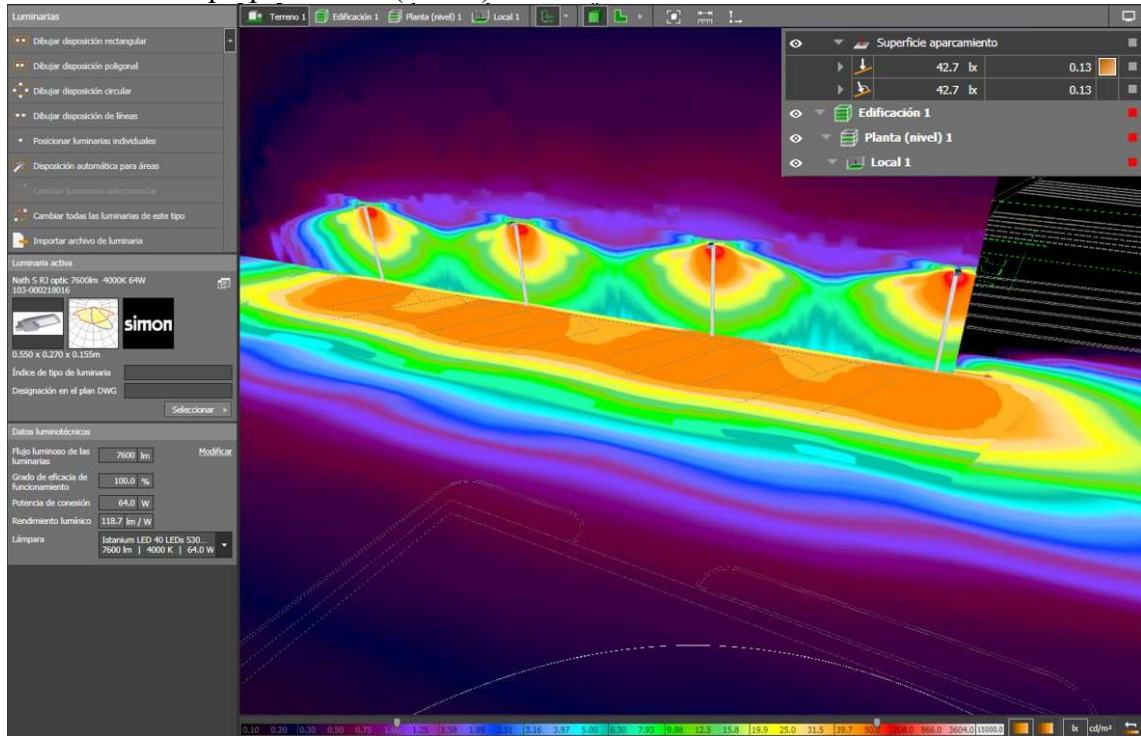 Luminarias
Terreno 1 Edificación 1 Planta (nivel) 1 Local 1
Dibujar disposición rectangular
Dibujar disposición poligonal
Dibujar disposición circular
Dibujar disposición de líneas
Posicionar luminarias individuales
Disposición automática para áreas
Cambiar luminarias seleccionadas
Cambiar todas las luminarias de este tipo
Importar archivo de luminaria
Luminaria activa
Nath S RJ optic 7600lm 4000K 64W
103-000218016
simon
0.550 x 0.270 x 0.155m
Índice de tipo de luminaria
Designación en el plan DWG
Seleccionar
Datos luminotécnicos
Flujo luminoso de las luminarias 7600 lm Modificar
Grado de eficacia de funcionamiento 100.0 %
Potencia de conexión 64.0 W
Rendimiento lumínico 118.7 lm / W
Lámpara Istanium LED 40 LEDs 530...
7600 lm | 4000 K | 64.0 W
Superficie aparcamiento
42.7 lx 0.13
42.7 lx 0.13
Edificación 1
Planta (nivel) 1
Local 1
0.10 0.20 0.30 0.50 0.75 1.00 1.25 1.58 1.99 2.51 3.16 3.97 5.00 6.30 7.93 9.98 12.5 15.8 19.9 25.0 31.5 39.7 50.0 208.0 866.0 3604.0 15000.0 lx cd/m²